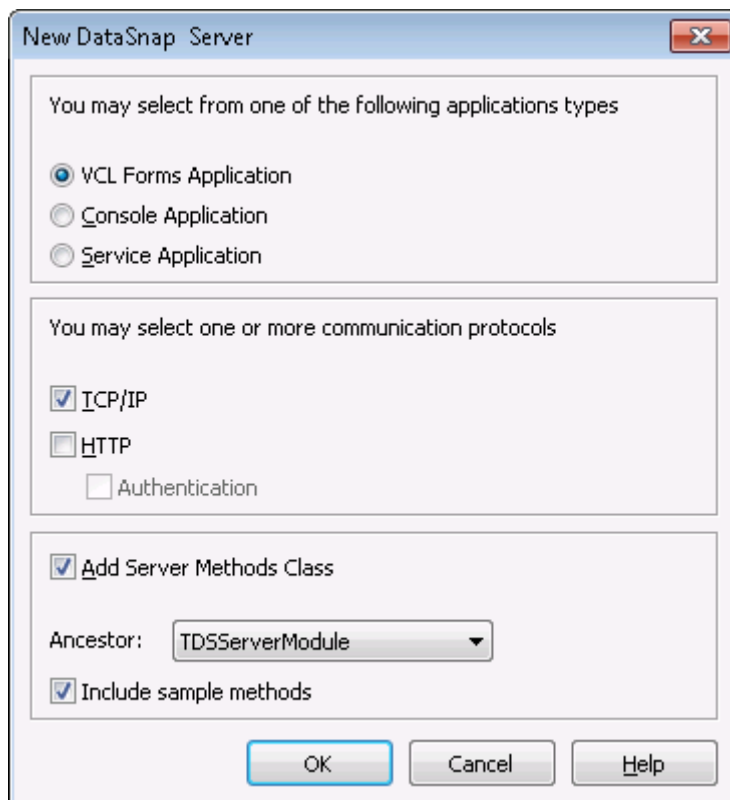 New DataSnap  Server
You may select from one of the following applications types
VCL Forms Application
Console Application
Service Application
You may select one or more communication protocols
TCP/IP
HTTP
Authentication
Add Server Methods Class
Ancestor: TDSServerModule
Include sample methods
OK Cancel Help